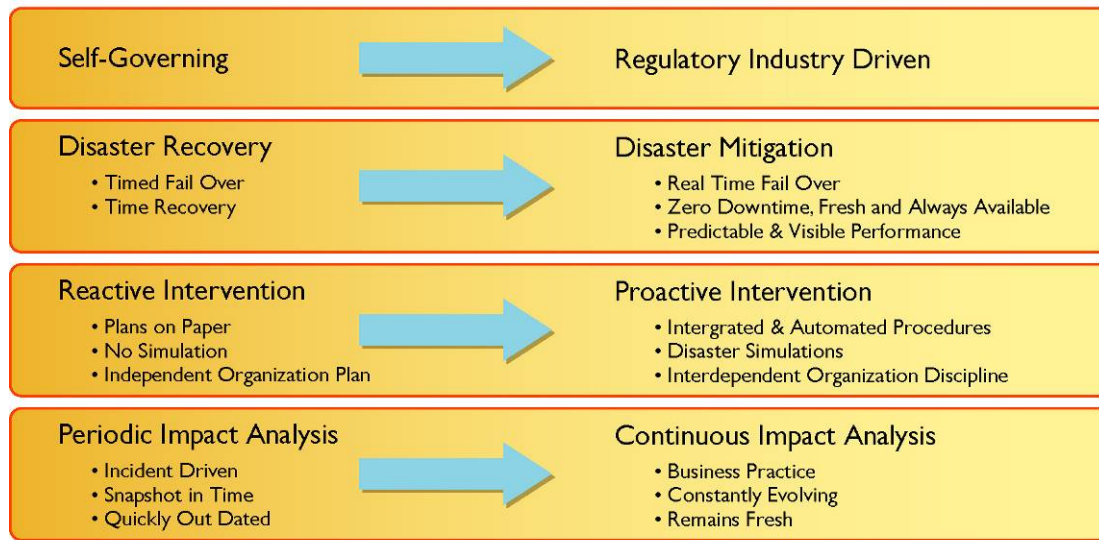 Self-Governing
Regulatory Industry Driven
Disaster Recovery
• Timed Fail Over
• Time Recovery
Disaster Mitigation
• Real Time Fail Over
• Zero Downtime, Fresh and Always Available
• Predictable & Visible Performance
Reactive Intervention
• Plans on Paper
• No Simulation
• Independent Organization Plan
Proactive Intervention
• Intergrated & Automated Procedures
• Disaster Simulations
• Interdependent Organization Discipline
Periodic Impact Analysis
• Incident Driven
• Snapshot in Time
• Quickly Out Dated
Continuous Impact Analysis
• Business Practice
• Constantly Evolving
• Remains Fresh